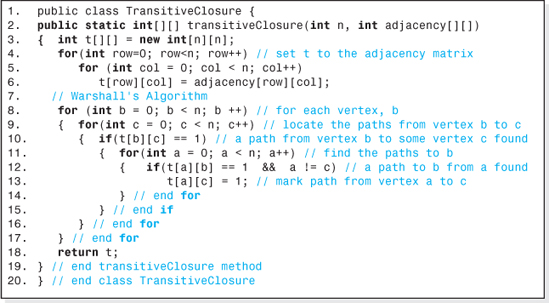 1. public class TransitiveClosure {
2. public static int[][] transitiveClosure(int n, int adjacency[][])
3. { int t[][] = new int[n][n];
4. for(int row=0; row<n; row++) // set t to the adjacency matrix
5. for (int col = 0; col < n; col++)
6. t[row][col] = adjacency[row][col];
7. // Warshall's Algorithm
8. for (int b = 0; b < n; b ++) // for each vertex, b
9. { for(int c = 0; c < n; c++) // locate the paths from vertex b to c
10. { if(t[b][c] == 1) // a path from vertex b to some vertex c found
11. { for(int a = 0; a < n; a++) // find the paths to b
12. { if(t[a][b] == 1 && a != c) // a path to b from a found
13. t[a][c] = 1; // mark path from vertex a to c
14. } // end for
15. } // end if
16. } // end for
17. } // end for
18. return t;
19. } // end transitiveClosure method
20. } // end class TransitiveClosure